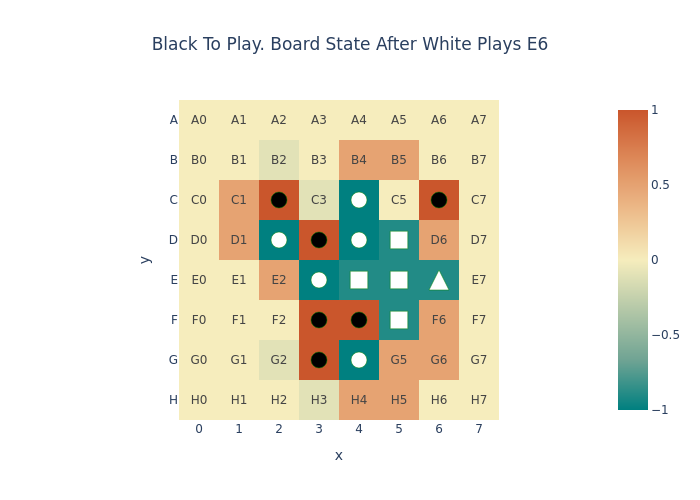 Black To Play. Board State After White Plays E6
A A0 A1 A2 A3 A4 A5 A6 A7
B B0 B1 B2 B3 B4 B5 B6 B7
C C0 C1 C3 C5 C7
D D0 D1 D6 D7
E E0 E1 E2 E7
F F0 F1 F2 F6 F7
G G0 G1 G2 G5 G6 G7
H H0 H1 H2 H3 H4 H5 H6 H7
0 1 2 3 4 5 6 7
x
y
1
0.5
0
−0.5
−1